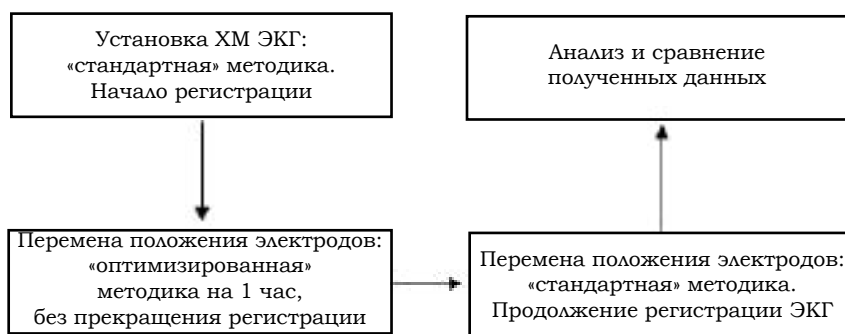 Установка ХМ ЭКГ:
«стандартная» методика.
Начало регистрации
Перемена положения электродов:
«оптимизированная»
методика на 1 час,
без прекращения регистрации
Перемена положения электродов:
«стандартная» методика.
Продолжение регистрации ЭКГ
Анализ и сравнение
полученных данных